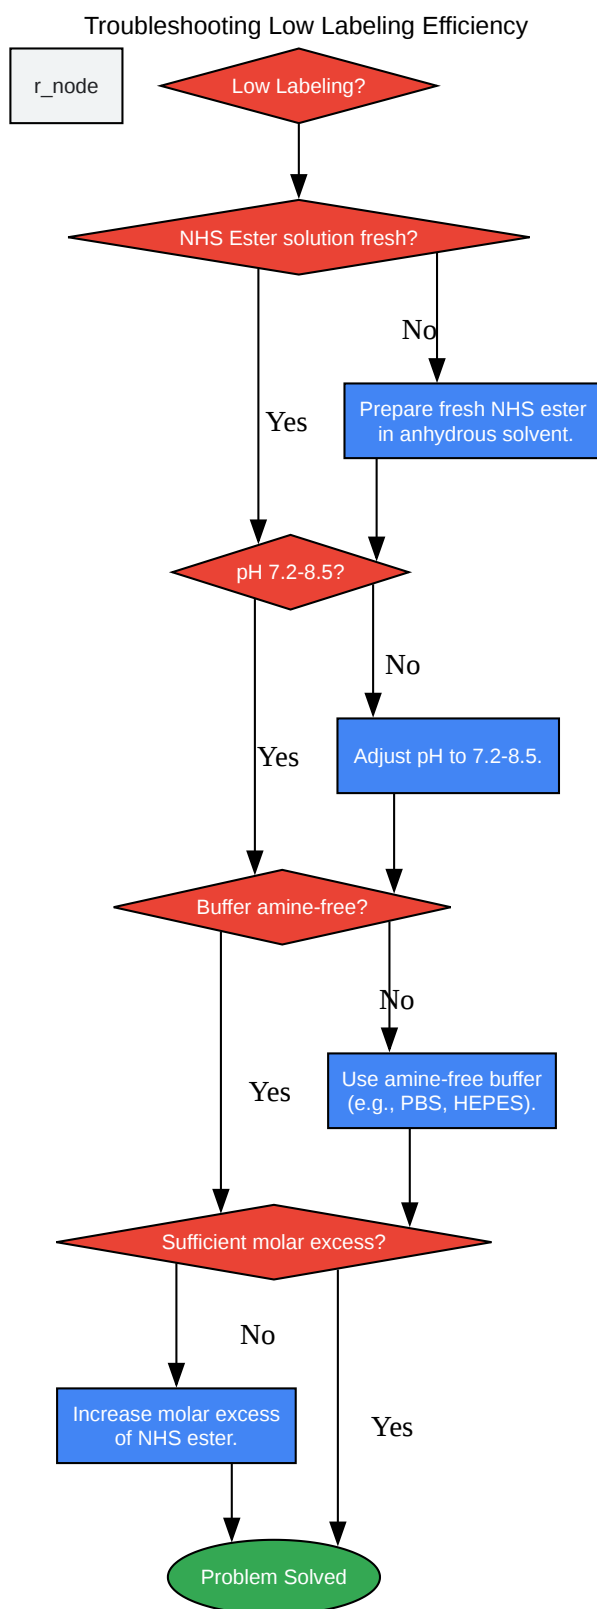 Troubleshooting Low Labeling Efficiency
r_node
Low Labeling?
NHS Ester solution fresh?
No
Prepare fresh NHS ester
in anhydrous solvent.
Yes
pH 7.2-8.5?
No
Adjust pH to 7.2-8.5.
Yes
Buffer amine-free?
No
Use amine-free buffer
(e.g., PBS, HEPES).
Yes
Sufficient molar excess?
No
Increase molar excess
of NHS ester.
Yes
Problem Solved